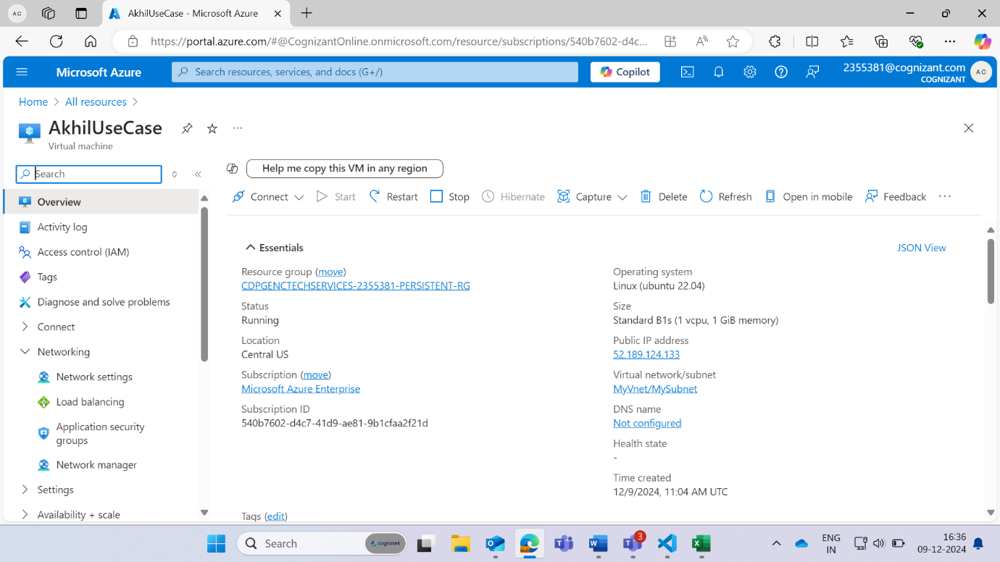 AC
AkhilUseCase - Microsoft Azure
https://portal.azure.com/#@CognizantOnline.onmicrosoft.com/resource/subscriptions/540b7602-d4c...
Microsoft Azure
Search resources, services, and docs (G+/)
Copilot
2355381@cognizant.com
COGNIZANT
AC
Home > All resources >
AkhilUseCase
Virtual machine
Search
Help me copy this VM in any region
Connect
Start
Restart
Stop
Hibernate
Capture
Delete
Refresh
Open in mobile
Feedback
Overview
Activity log
Access control (IAM)
Tags
Diagnose and solve problems
Connect
Networking
Network settings
Load balancing
Application security
groups
Network manager
Settings
Availability + scale
Essentials
JSON View
Resource group (move)
CDPGENCTECHSERVICES-2355381-PERSISTENT-RG
Status
Running
Location
Central US
Subscription (move)
Microsoft Azure Enterprise
Subscription ID
540b7602-d4c7-41d9-ae81-9b1cfaa2f21d
Operating system
Linux (ubuntu 22.04)
Size
Standard B1s (1 vcpu, 1 GiB memory)
Public IP address
52.189.124.133
Virtual network/subnet
MyVnet/MySubnet
DNS name
Not configured
Health state
-
Time created
12/9/2024, 11:04 AM UTC
Tags (edit)
Search
cognizant
3
ENG
IN
16:36
09-12-2024